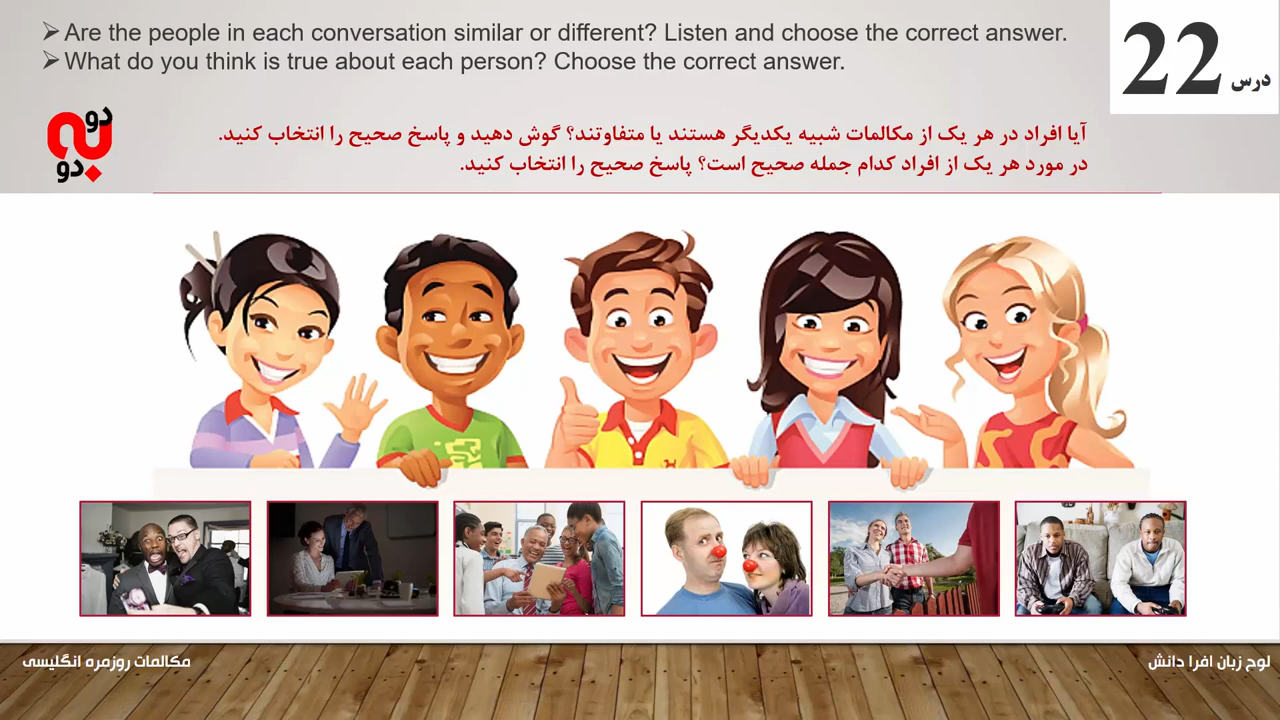 ➢ Are the people in each conversation similar or different? Listen and choose the correct answer.
➢ What do you think is true about each person? Choose the correct answer.
درس 22
دو
به
دو
آیا افراد در هر یک از مکالمات شبیه یکدیگر هستند یا متفاوتند؟ گوش دهید و پاسخ صحیح را انتخاب کنید.
در مورد هر یک از افراد کدام جمله صحیح است؟ پاسخ صحیح را انتخاب کنید.
مکالمات روزمره انگلیسی
لوح زبان افرا دانش